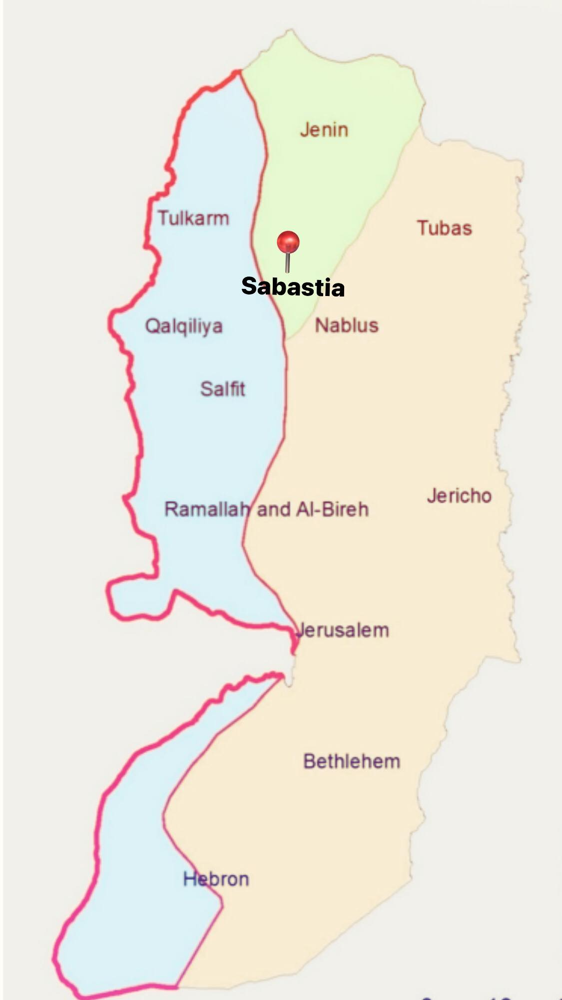 Jenin
Tulkarm
Tubas
Sabastia
Qalqiliya
Nablus
Salfit
Jericho
Ramallah and Al-Bireh
Jerusalem
Bethlehem
Hebron